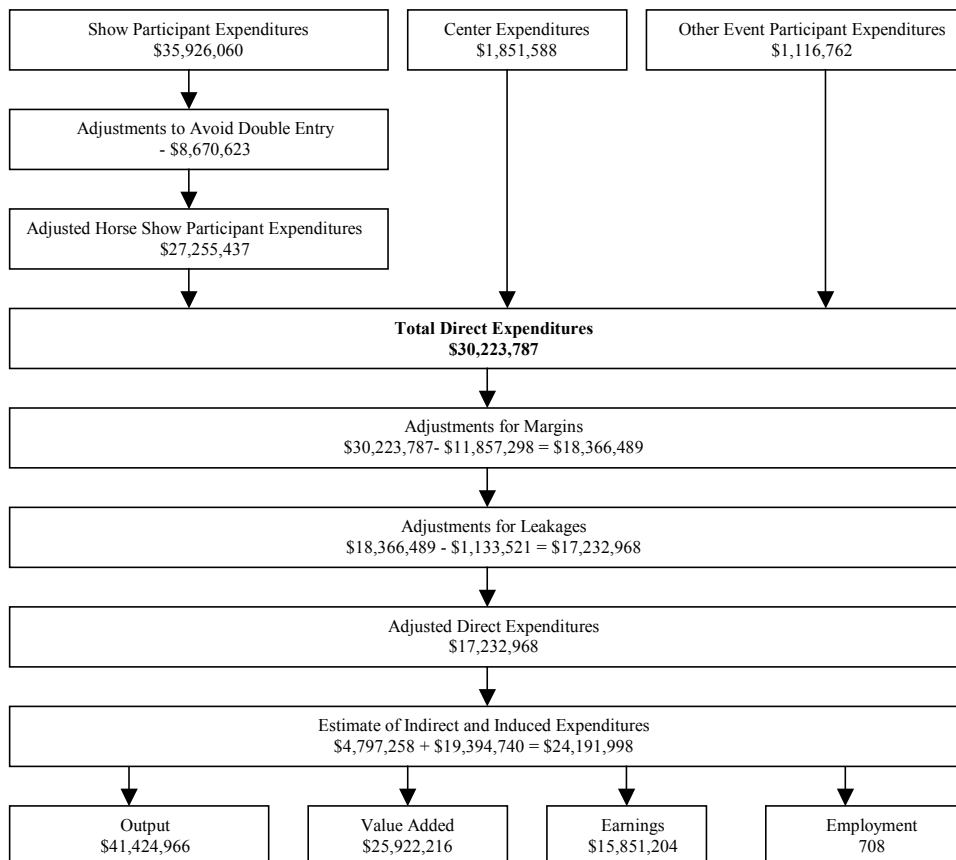 Show Participant Expenditures
$35,926,060
Center Expenditures
$1,851,588
Other Event Participant Expenditures
$1,116,762
Adjustments to Avoid Double Entry
- $8,670,623
Adjusted Horse Show Participant Expenditures
$27,255,437
Total Direct Expenditures
$30,223,787
Adjustments for Margins
$30,223,787- $11,857,298 = $18,366,489
Adjustments for Leakages
$18,366,489 - $1,133,521 = $17,232,968
Adjusted Direct Expenditures
$17,232,968
Estimate of Indirect and Induced Expenditures
$4,797,258 + $19,394,740 = $24,191,998
Output
$41,424,966
Value Added
$25,922,216
Earnings
$15,851,204
Employment
708